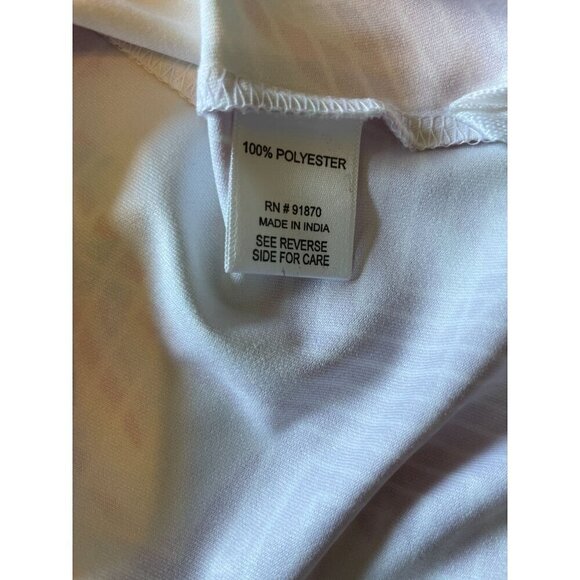 100% POLYESTER
RN # 91870
MADE IN INDIA
SEE REVERSE
SIDE FOR CARE